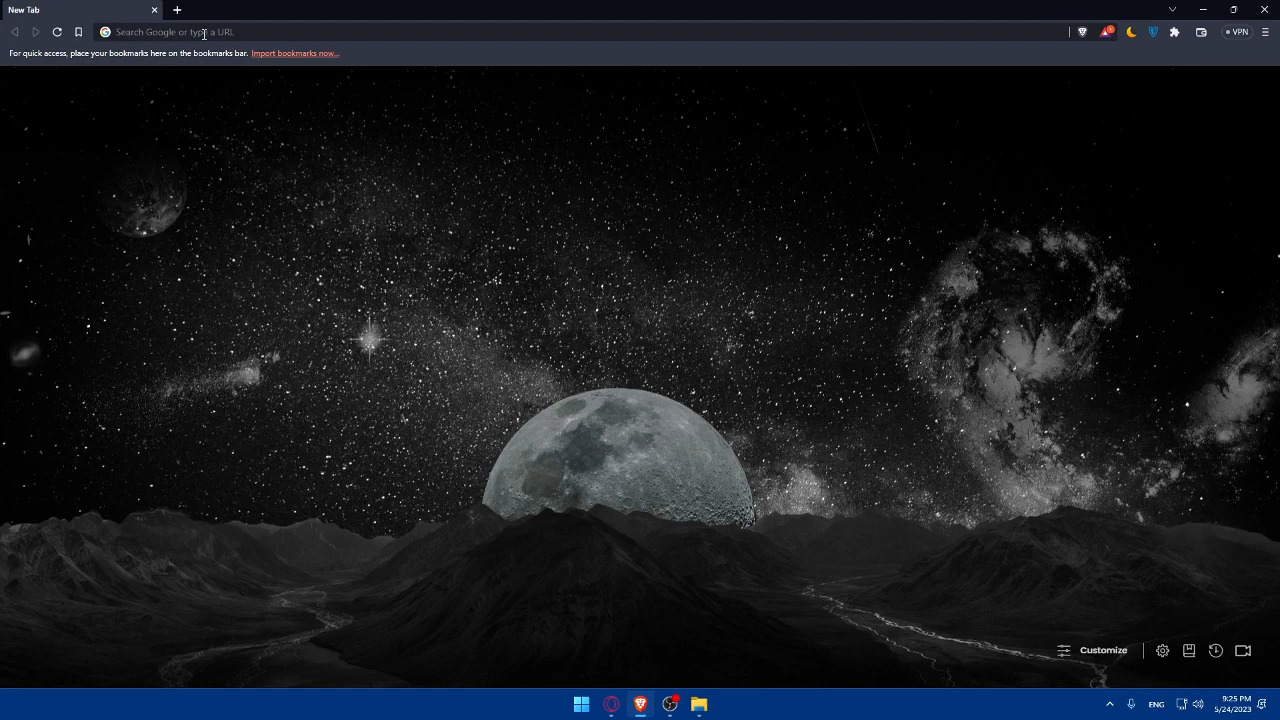 New Tab
Search Google or type a URL
VPN
For quick access, place your bookmarks here on the bookmarks bar. Import bookmarks now...
Customize
ENG
9:25 PM
5/24/2023